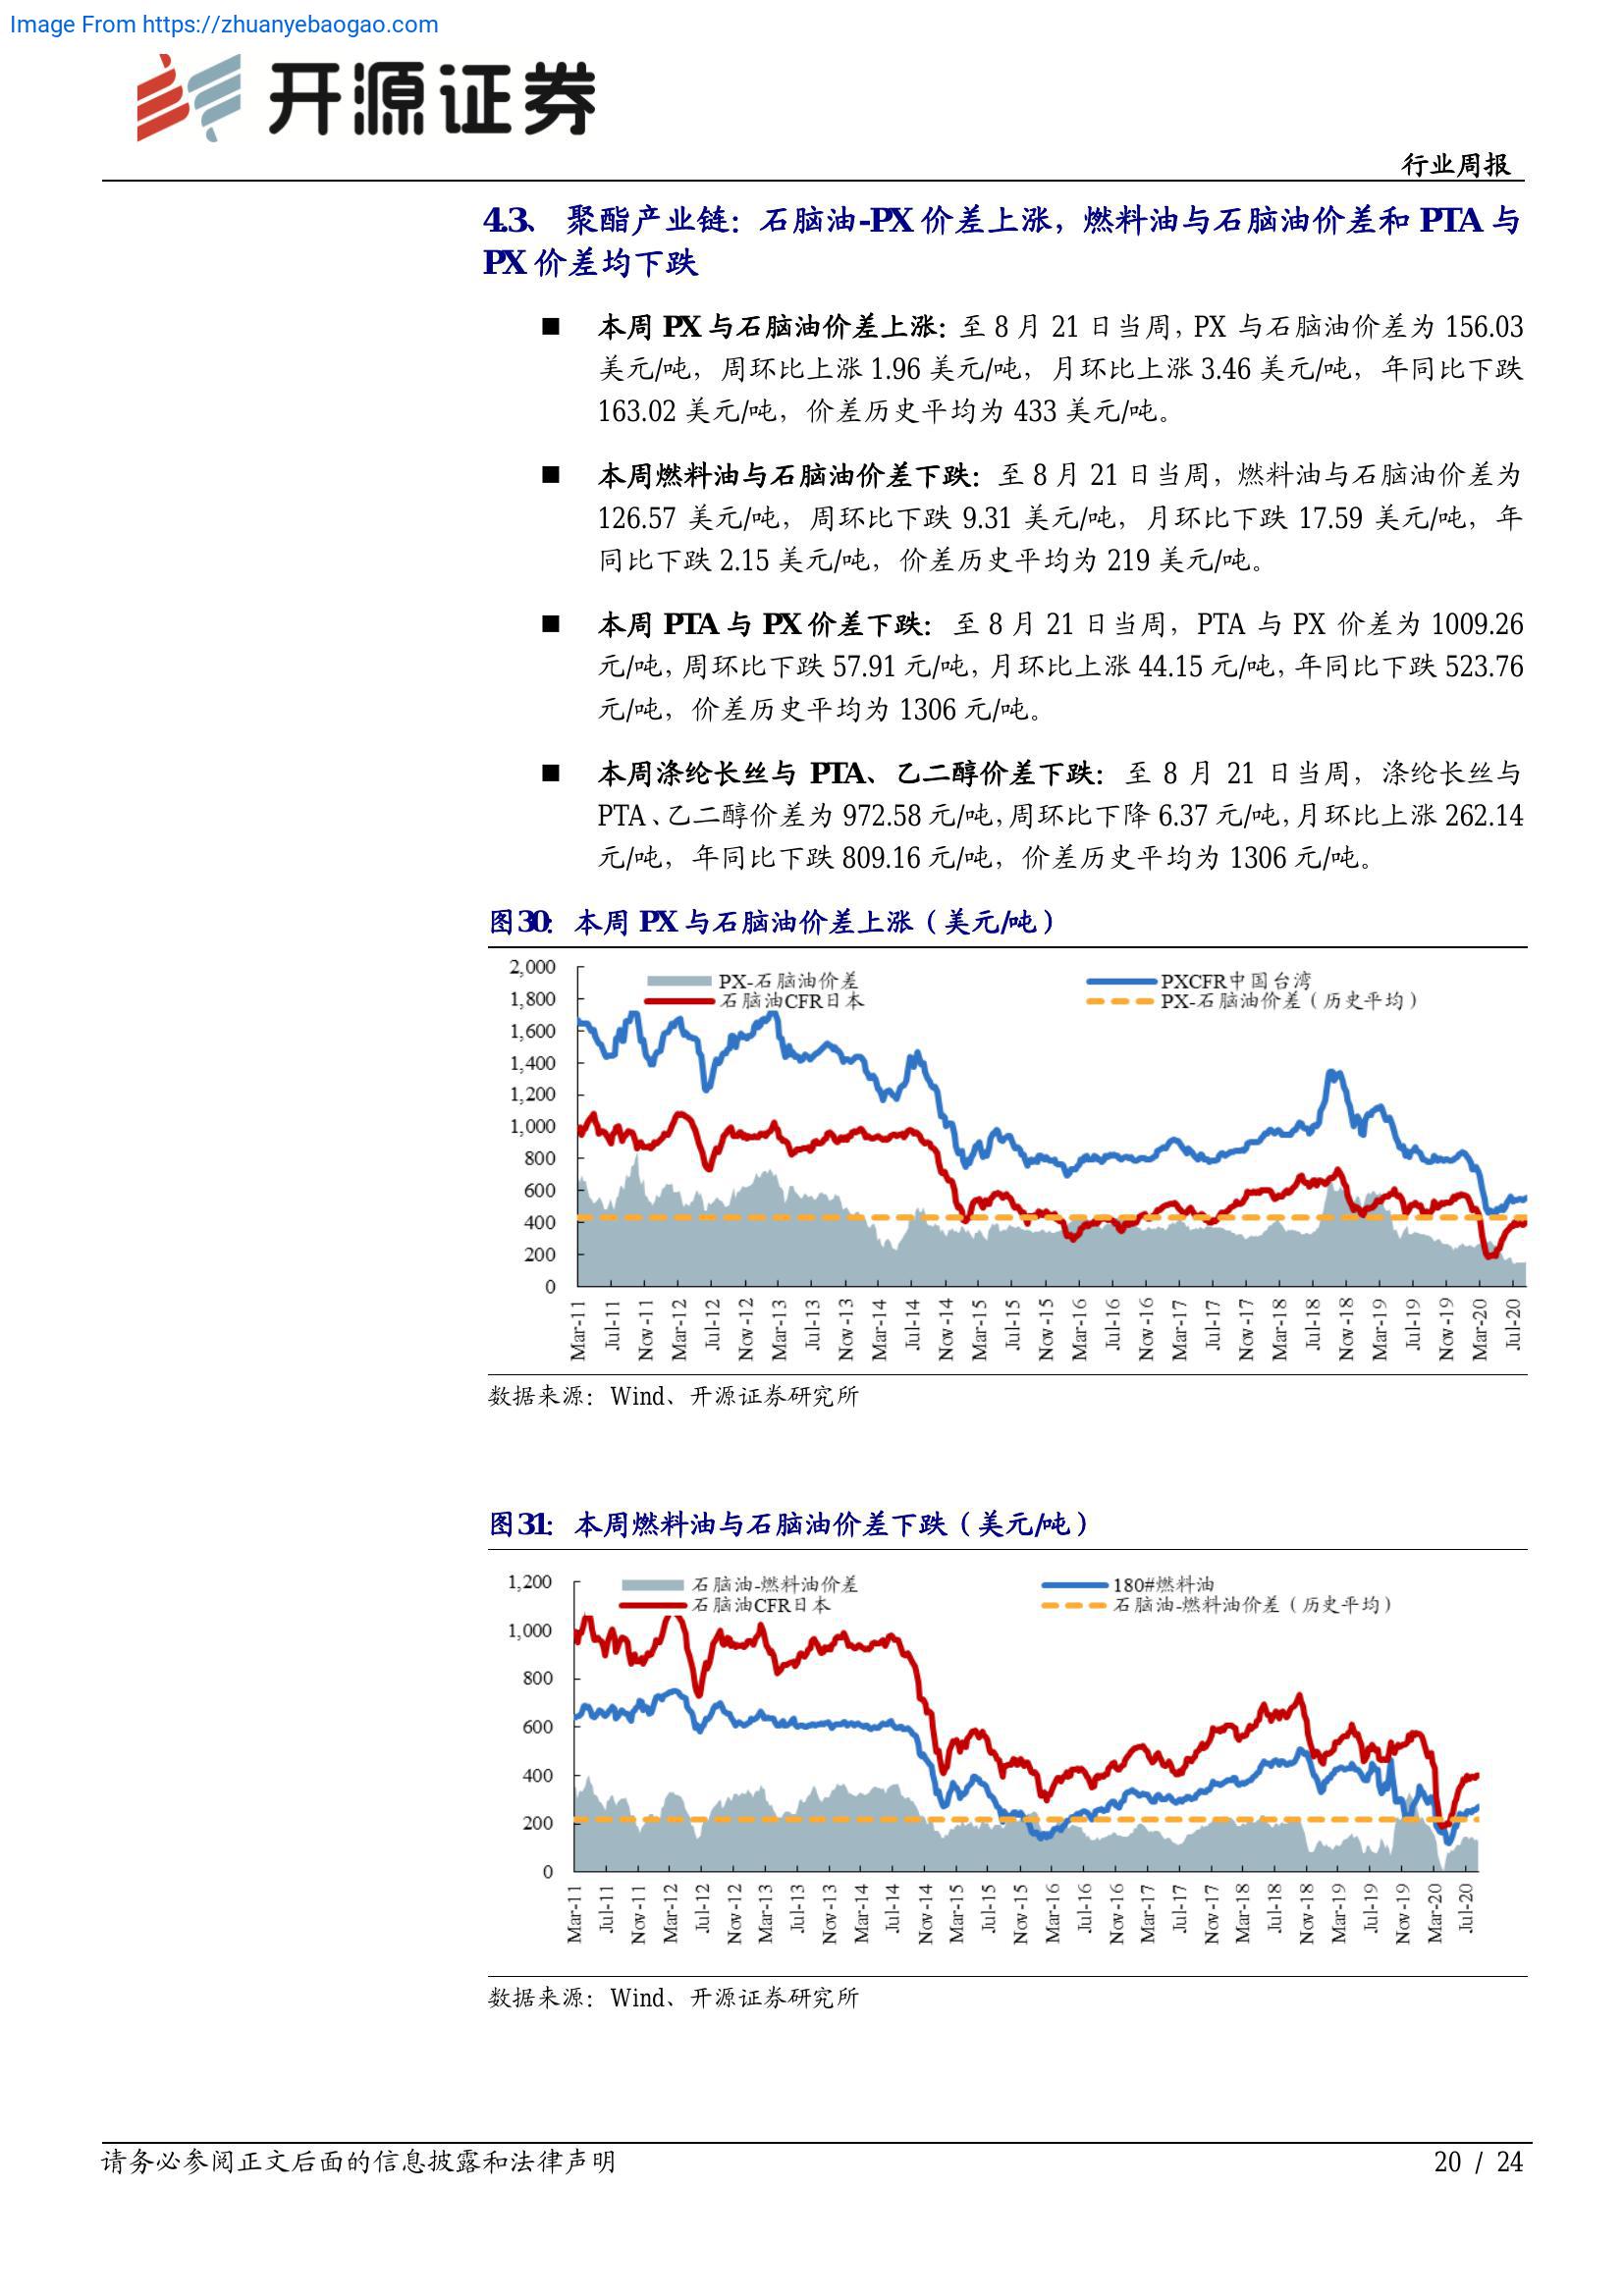 Image From https://zhuanyebaogao.com
开源证券
行业周报
4.3、 聚酯产业链：石脑油-PX 价差上涨，燃料油与石脑油价差和 PTA 与
PX 价差均下跌
■ 本周 PX 与石脑油价差上涨：至 8 月 21 日当周，PX 与石脑油价差为 156.03
美元/吨，周环比上涨 1.96 美元/吨，月环比上涨 3.46 美元/吨，年同比下跌
163.02 美元/吨，价差历史平均为 433 美元/吨。
■ 本周燃料油与石脑油价差下跌：至 8 月 21 日当周，燃料油与石脑油价差为
126.57 美元/吨，周环比下跌 9.31 美元/吨，月环比下跌 17.59 美元/吨，年
同比下跌 2.15 美元/吨，价差历史平均为 219 美元/吨。
■ 本周 PTA 与 PX 价差下跌：至 8 月 21 日当周，PTA 与 PX 价差为 1009.26
元/吨，周环比下跌 57.91 元/吨，月环比上涨 44.15 元/吨，年同比下跌 523.76
元/吨，价差历史平均为 1306 元/吨。
■ 本周涤纶长丝与 PTA、乙二醇价差下跌：至 8 月 21 日当周，涤纶长丝与
PTA、乙二醇价差为 972.58 元/吨，周环比下降 6.37 元/吨，月环比上涨 262.14
元/吨，年同比下跌 809.16 元/吨，价差历史平均为 1306 元/吨。
图30： 本周 PX 与石脑油价差上涨（美元/吨）
PX-石脑油价差 PXCFR中国台湾
石脑油CFR日本 PX-石脑油价差（历史平均）
2,000
1,800
1,600
1,400
1,200
1,000
800
600
400
200
0
Mar-11 Jul-11 Nov-11 Mar-12 Jul-12 Nov-12 Mar-13 Jul-13 Nov-13 Mar-14 Jul-14 Nov-14 Mar-15 Jul-15 Nov-15 Mar-16 Jul-16 Nov-16 Mar-17 Jul-17 Nov-17 Mar-18 Jul-18 Nov-18 Mar-19 Jul-19 Nov-19 Mar-20 Jul-20
数据来源：Wind、开源证券研究所
图31： 本周燃料油与石脑油价差下跌（美元/吨）
石脑油-燃料油价差 180#燃料油
石脑油CFR日本 石脑油-燃料油价差（历史平均）
1,200
1,000
800
600
400
200
0
Mar-11 Jul-11 Nov-11 Mar-12 Jul-12 Nov-12 Mar-13 Jul-13 Nov-13 Mar-14 Jul-14 Nov-14 Mar-15 Jul-15 Nov-15 Mar-16 Jul-16 Nov-16 Mar-17 Jul-17 Nov-17 Mar-18 Jul-18 Nov-18 Mar-19 Jul-19 Nov-19 Mar-20 Jul-20
数据来源：Wind、开源证券研究所
请务必参阅正文后面的信息披露和法律声明 20 / 24